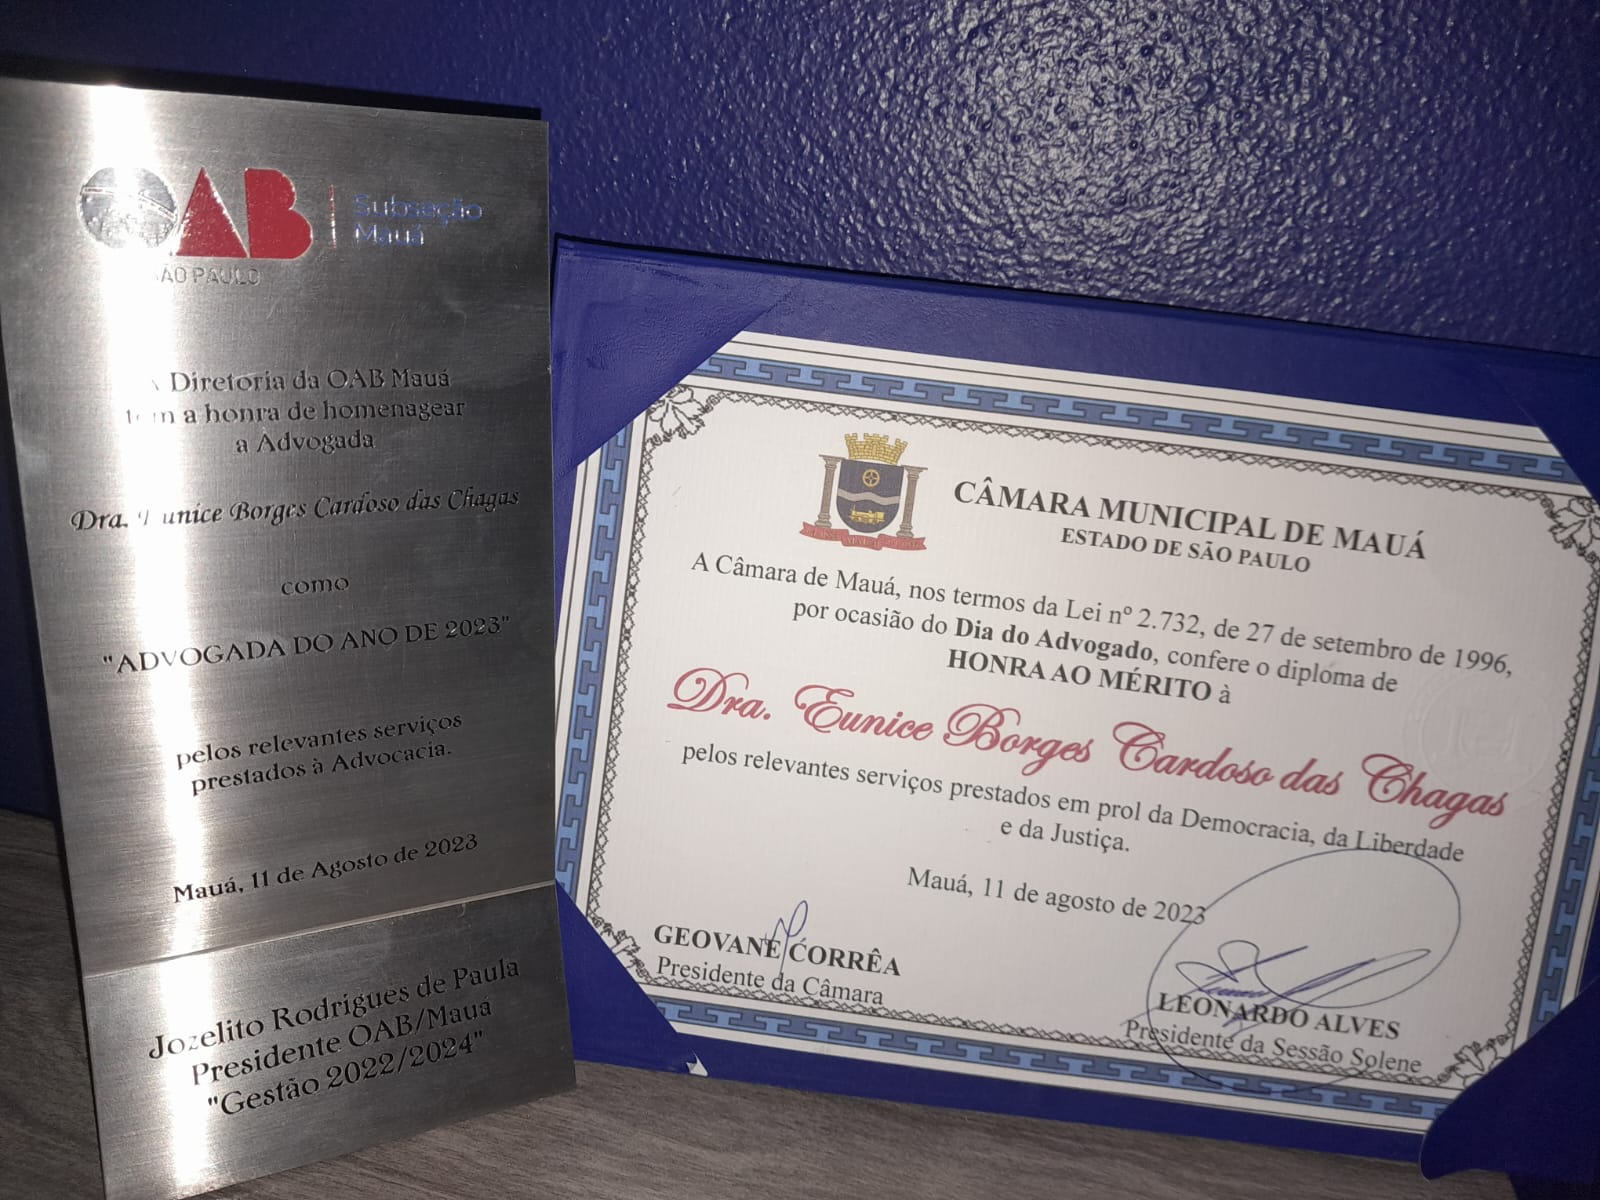 OAB
Subseção
Mauá
ÃO PAULO
Diretoria da OAB Mauá
a honra de homenagear
a Advogada
Dra. Eunice Borges Cardoso das Chagas
como
"ADVOGADA DO ANO DE 2023"
pelos relevantes serviços
prestados à Advocacia.
Mauá, 11 de Agosto de 2023
Jozelito Rodrigues de Paula
Presidente OAB/Mauá
"Gestão 2022/2024"
CÂMARA MUNICIPAL DE MAUÁ
ESTADO DE SÃO PAULO
A Câmara de Mauá, nos termos da Lei nº 2.732, de 27 de setembro de 1996,
por ocasião do Dia do Advogado, confere o diploma de
HONRA AO MÉRITO à
Dra. Eunice Borges Cardoso das Chagas
pelos relevantes serviços prestados em prol da Democracia, da Liberdade
e da Justiça.
Mauá, 11 de agosto de 2023
GEOVANE CORRÊA
Presidente da Câmara
LEONARDO ALVES
Presidente da Sessão Solene